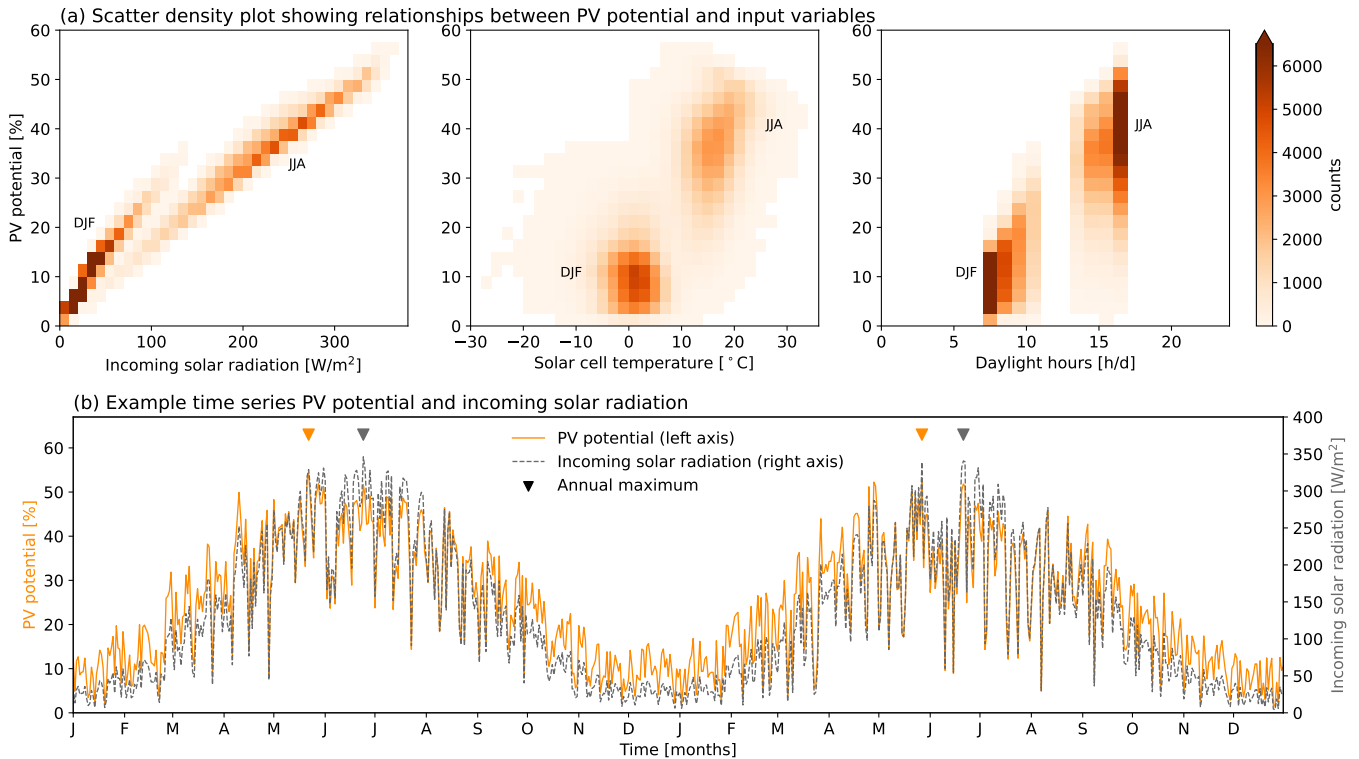 (a) Scatter density plot showing relationships between PV potential and input variables
PV potential [%]
60
50
40
30
20
10
0
DJF
JJA
0 100 200 300
Incoming solar radiation [W/m²]
60
50
40
30
20
10
0
DJF
JJA
−30 −20 −10 0 10 20 30
Solar cell temperature [°C]
60
50
40
30
20
10
0
DJF
JJA
0 5 10 15 20
Daylight hours [h/d]
6000
5000
4000
3000
2000
1000
0
counts
(b) Example time series PV potential and incoming solar radiation
PV potential [%]
60
50
40
30
20
10
0
PV potential (left axis)
Incoming solar radiation (right axis)
Annual maximum
400
350
300
250
200
150
100
50
0
Incoming solar radiation [W/m²]
J F M A M J J A S O N D J F M A M J J A S O N D
Time [months]